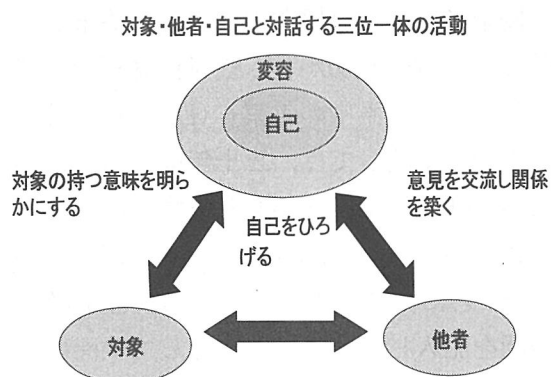 対象・他者・自己と対話する三位一体の活動
変容
自己
対象の持つ意味を明ら
かにする
意見を交流し関係
を築く
自己をひろ
げる
対象
他者